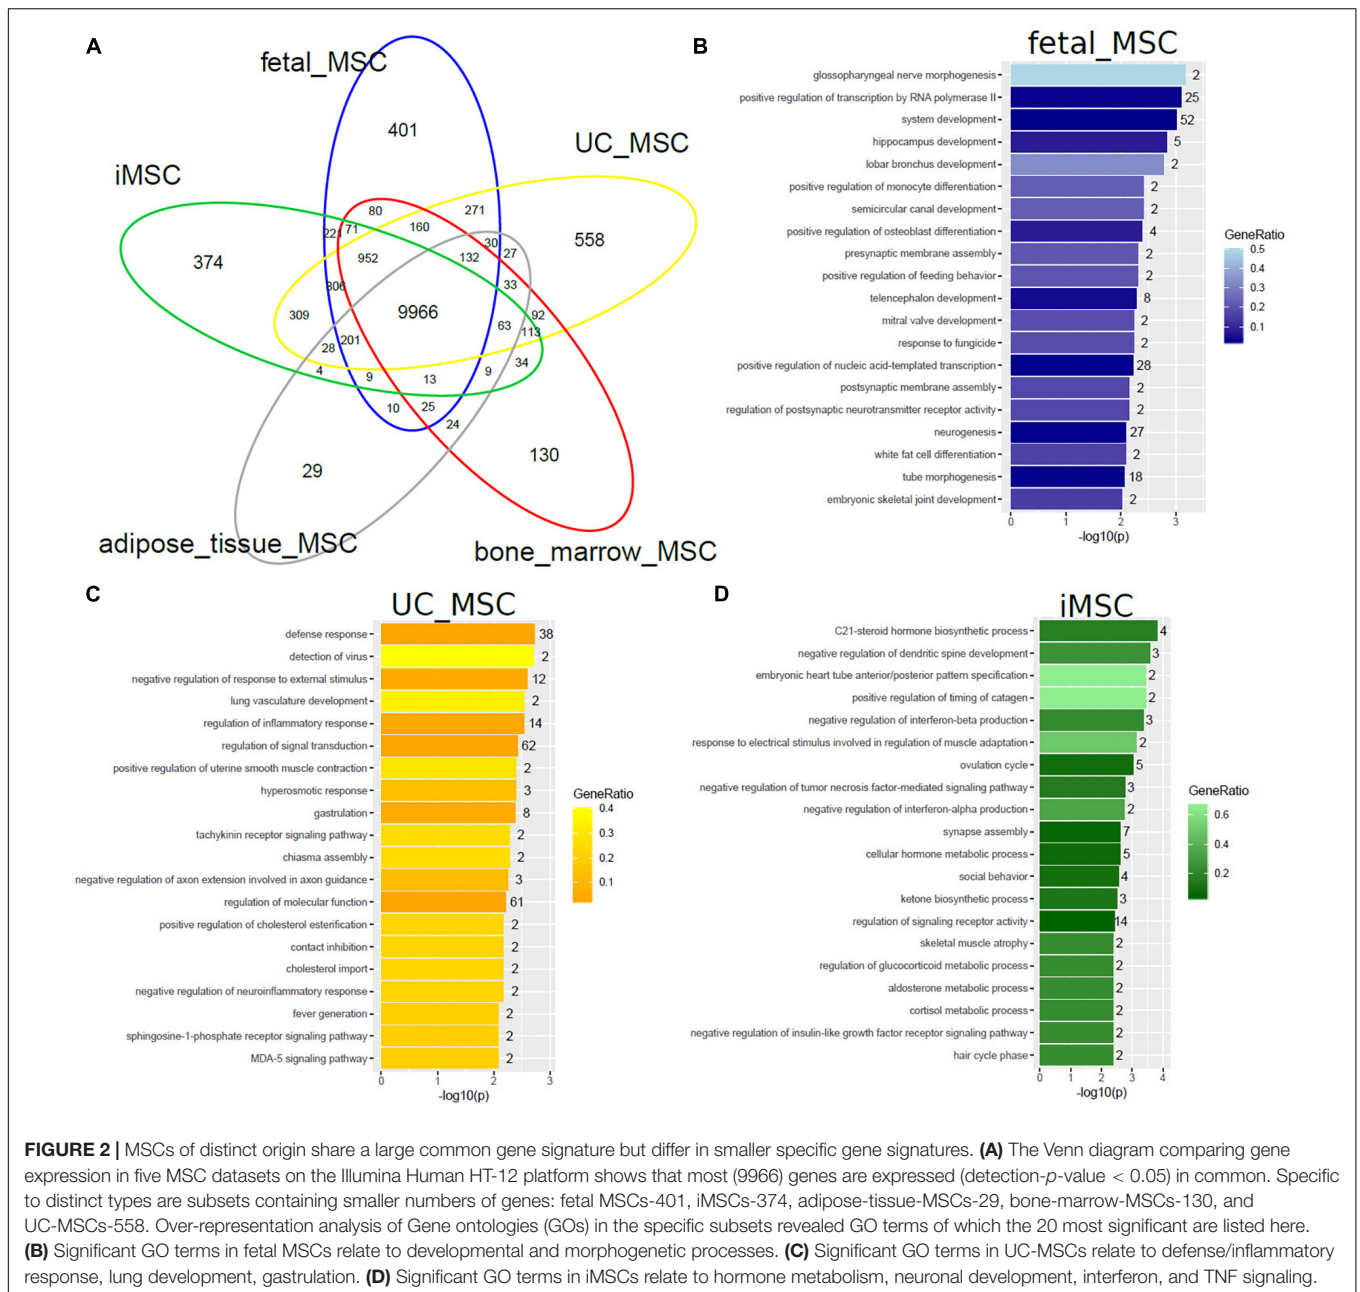 A
fetal_MSC
401
UC_MSC
iMSC
80
271
221
71
160
558
30
27
374
952
132
33
306
9966
309
92
63
113
201
28
34
4
9
13
9
10
25
24
130
29
adipose_tissue_MSC
bone_marrow_MSC
B
fetal_MSC
glossopharyngeal nerve morphogenesis 2
positive regulation of transcription by RNA polymerase II 25
system development 52
hippocampus development 5
lobar bronchus development 2
positive regulation of monocyte differentiation 2
semicircular canal development 2
positive regulation of osteoblast differentiation 4
presynaptic membrane assembly 2
positive regulation of feeding behavior 2
telencephalon development 8
mitral valve development 2
response to fungicide 2
positive regulation of nucleic acid-templated transcription 28
postsynaptic membrane assembly 2
regulation of postsynaptic neurotransmitter receptor activity 2
neurogenesis 27
white fat cell differentiation 2
tube morphogenesis 18
embryonic skeletal joint development 2
0 1 2 3
-log10(p)
GeneRatio
0.5
0.4
0.3
0.2
0.1
C
UC_MSC
defense response 38
detection of virus 2
negative regulation of response to external stimulus 12
lung vasculature development 2
regulation of inflammatory response 14
regulation of signal transduction 62
positive regulation of uterine smooth muscle contraction 2
hyperosmotic response 3
gastrulation 8
tachykinin receptor signaling pathway 2
chiasma assembly 2
negative regulation of axon extension involved in axon guidance 3
regulation of molecular function 61
positive regulation of cholesterol esterification 2
contact inhibition 2
cholesterol import 2
negative regulation of neuroinflammatory response 2
fever generation 2
sphingosine-1-phosphate receptor signaling pathway 2
MDA-5 signaling pathway 2
0 1 2 3
-log10(p)
GeneRatio
0.4
0.3
0.2
0.1
D
iMSC
C21-steroid hormone biosynthetic process 4
negative regulation of dendritic spine development 3
embryonic heart tube anterior/posterior pattern specification 2
positive regulation of timing of catagen 2
negative regulation of interferon-beta production 3
response to electrical stimulus involved in regulation of muscle adaptation 2
ovulation cycle 5
negative regulation of tumor necrosis factor-mediated signaling pathway 3
negative regulation of interferon-alpha production 2
synapse assembly 7
cellular hormone metabolic process 5
social behavior 4
ketone biosynthetic process 3
regulation of signaling receptor activity 14
skeletal muscle atrophy 2
regulation of glucocorticoid metabolic process 2
aldosterone metabolic process 2
cortisol metabolic process 2
negative regulation of insulin-like growth factor receptor signaling pathway 2
hair cycle phase 2
0 1 2 3 4
-log10(p)
GeneRatio
0.6
0.4
0.2
FIGURE 2 | MSCs of distinct origin share a large common gene signature but differ in smaller specific gene signatures. (A) The Venn diagram comparing gene
expression in five MSC datasets on the Illumina Human HT-12 platform shows that most (9966) genes are expressed (detection-p-value < 0.05) in common. Specific
to distinct types are subsets containing smaller numbers of genes: fetal MSCs-401, iMSCs-374, adipose-tissue-MSCs-29, bone-marrow-MSCs-130, and
UC-MSCs-558. Over-representation analysis of Gene ontologies (GOs) in the specific subsets revealed GO terms of which the 20 most significant are listed here.
(B) Significant GO terms in fetal MSCs relate to developmental and morphogenetic processes. (C) Significant GO terms in UC-MSCs relate to defense/inflammatory
response, lung development, gastrulation. (D) Significant GO terms in iMSCs relate to hormone metabolism, neuronal development, interferon, and TNF signaling.